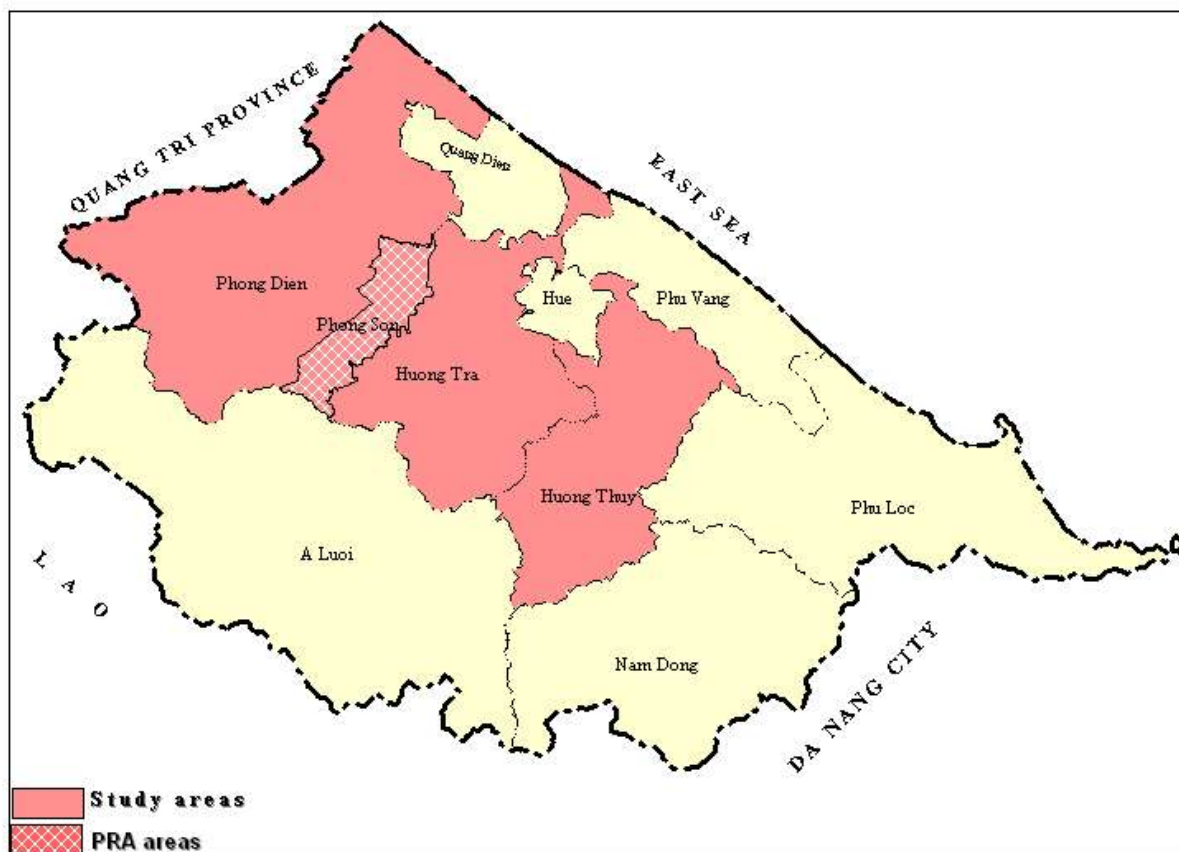 QUANG TRI PROVINCE
EAST SEA
Quang Dien
Phong Dien
Hue
Phu Vang
Phong Son
Huong Tra
Huong Thuy
Phu Loc
A Luoi
LAO
Nam Dong
DA NANG CITY
Study areas
PRA areas